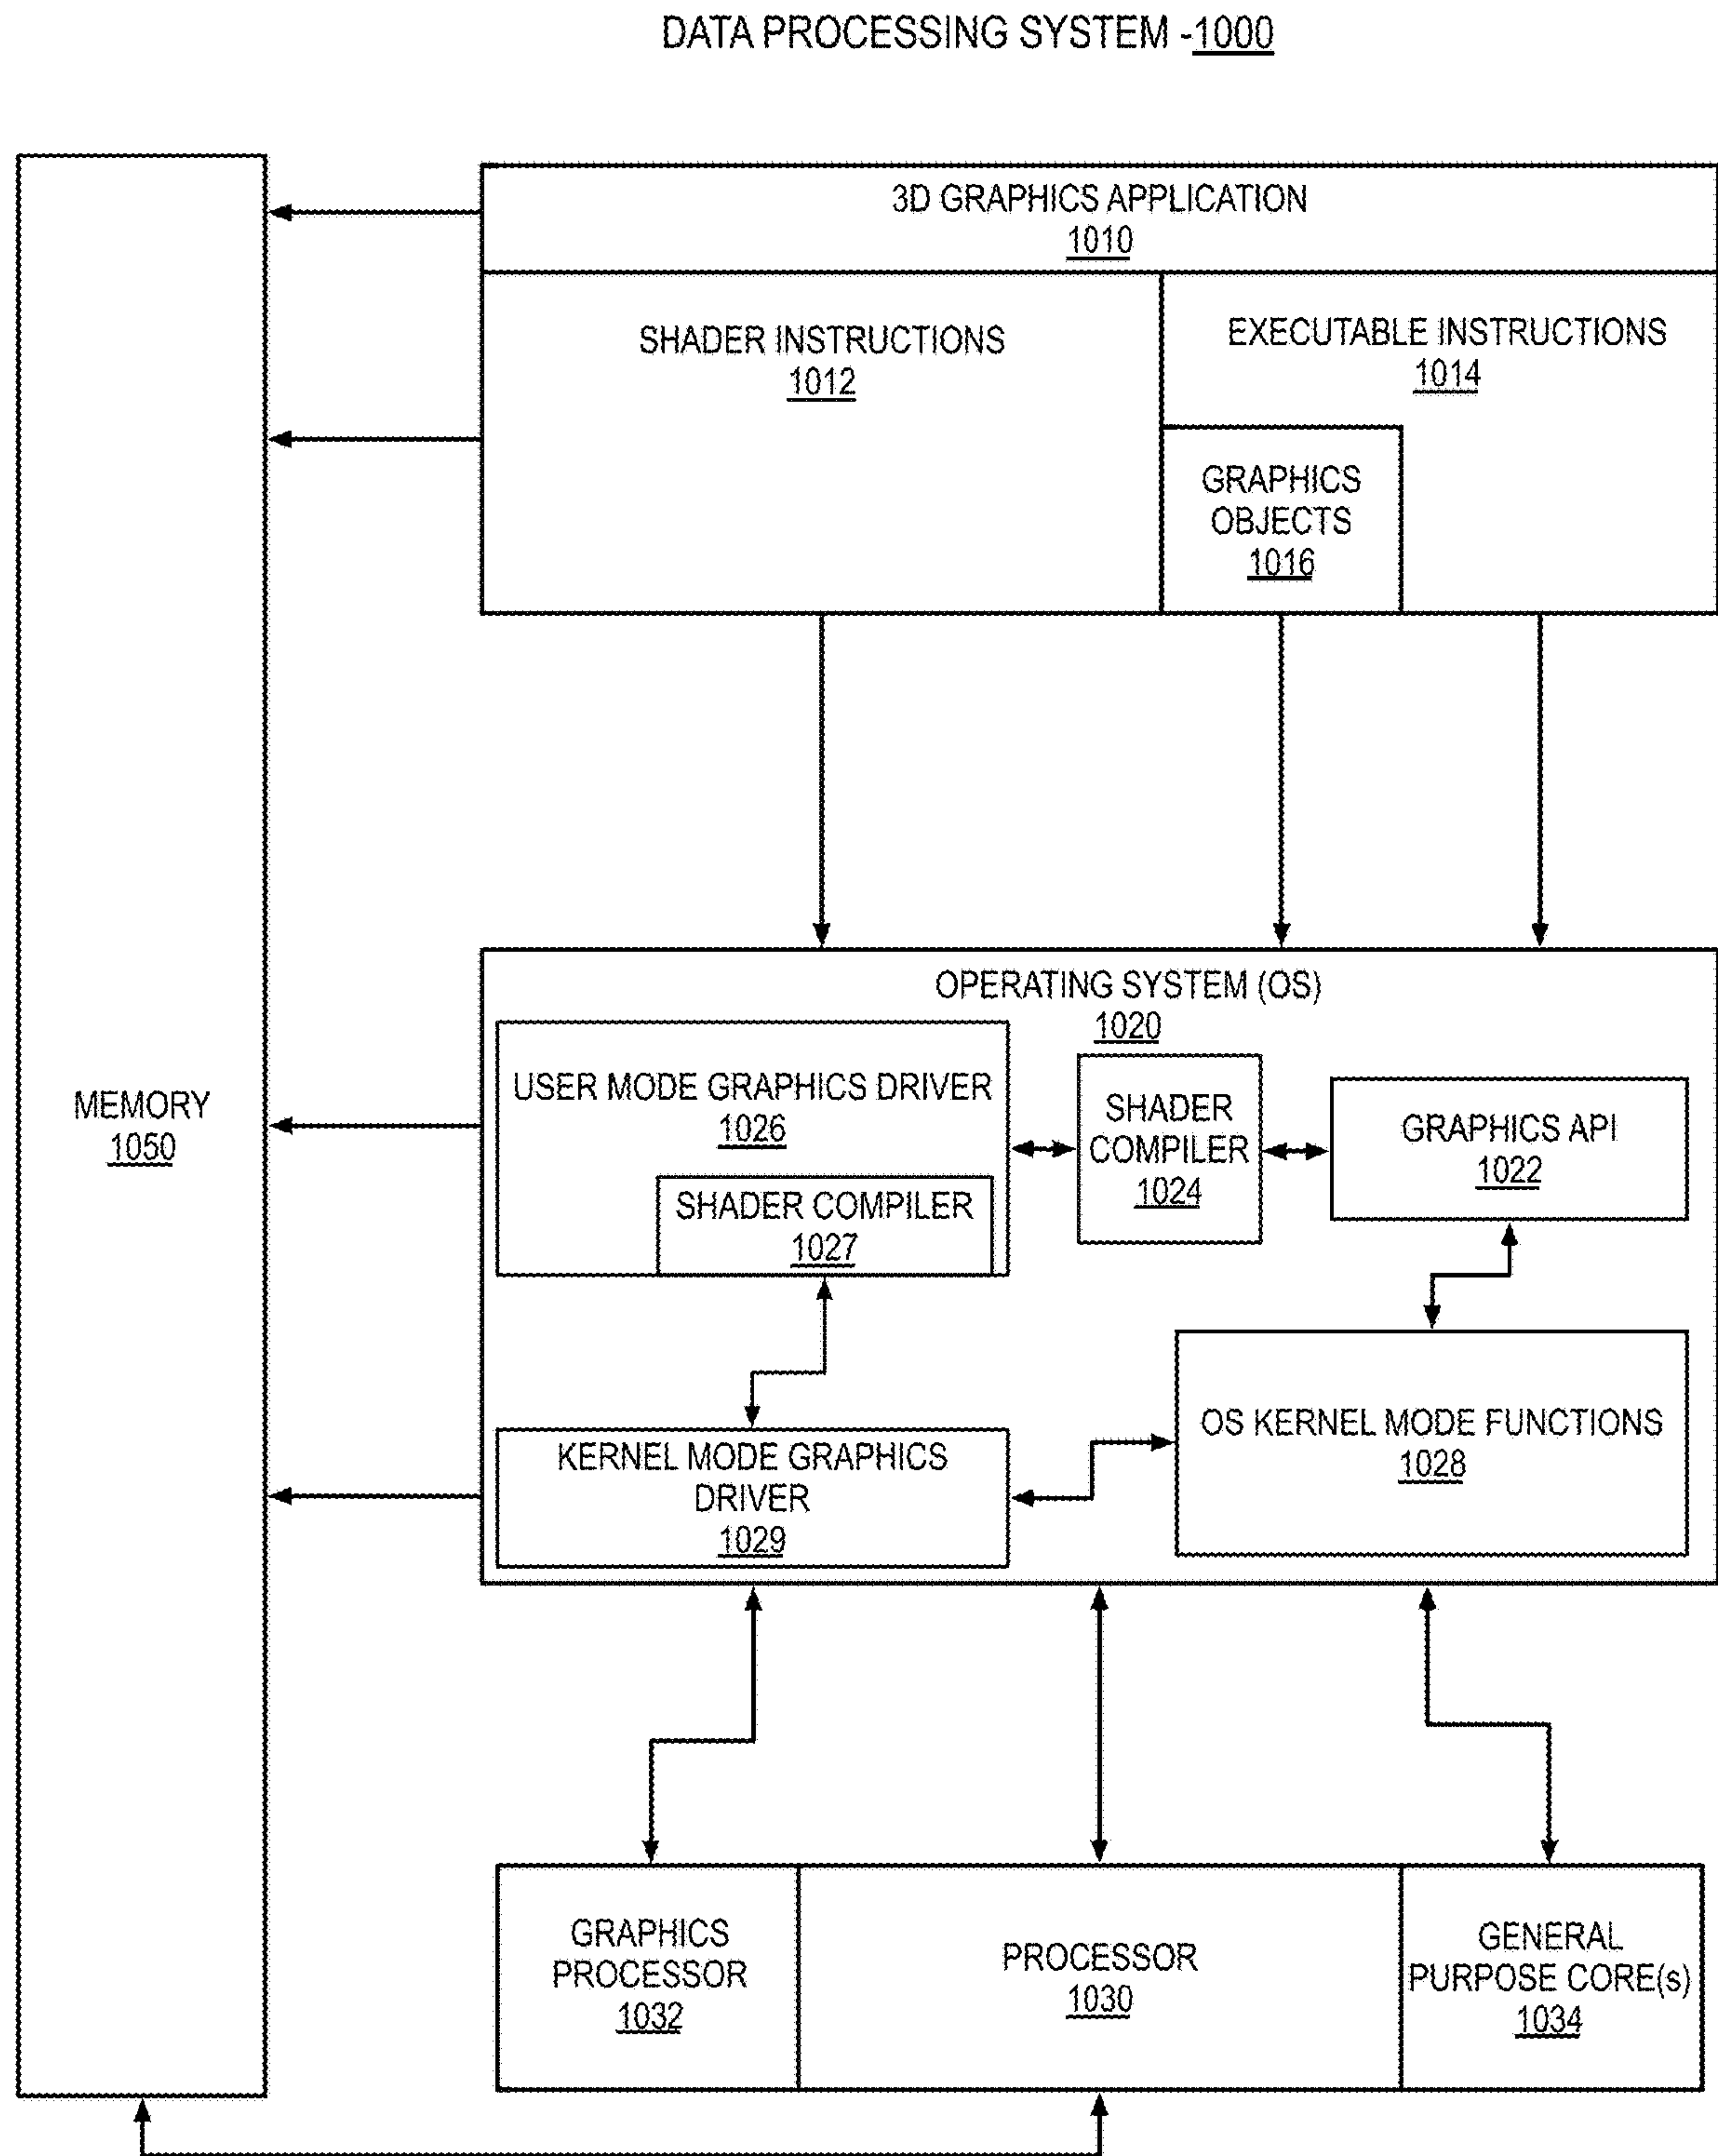 DATA PROCESSING SYSTEM -1000
3D GRAPHICS APPLICATION
1010
SHADER INSTRUCTIONS
1012
EXECUTABLE INSTRUCTIONS
1014
GRAPHICS
OBJECTS
1016
MEMORY
1050
OPERATING SYSTEM (OS)
1020
USER MODE GRAPHICS DRIVER
1026
SHADER COMPILER
1027
SHADER
COMPILER
1024
GRAPHICS API
1022
KERNEL MODE GRAPHICS
DRIVER
1029
OS KERNEL MODE FUNCTIONS
1028
GRAPHICS
PROCESSOR
1032
PROCESSOR
1030
GENERAL
PURPOSE CORE(s)
1034